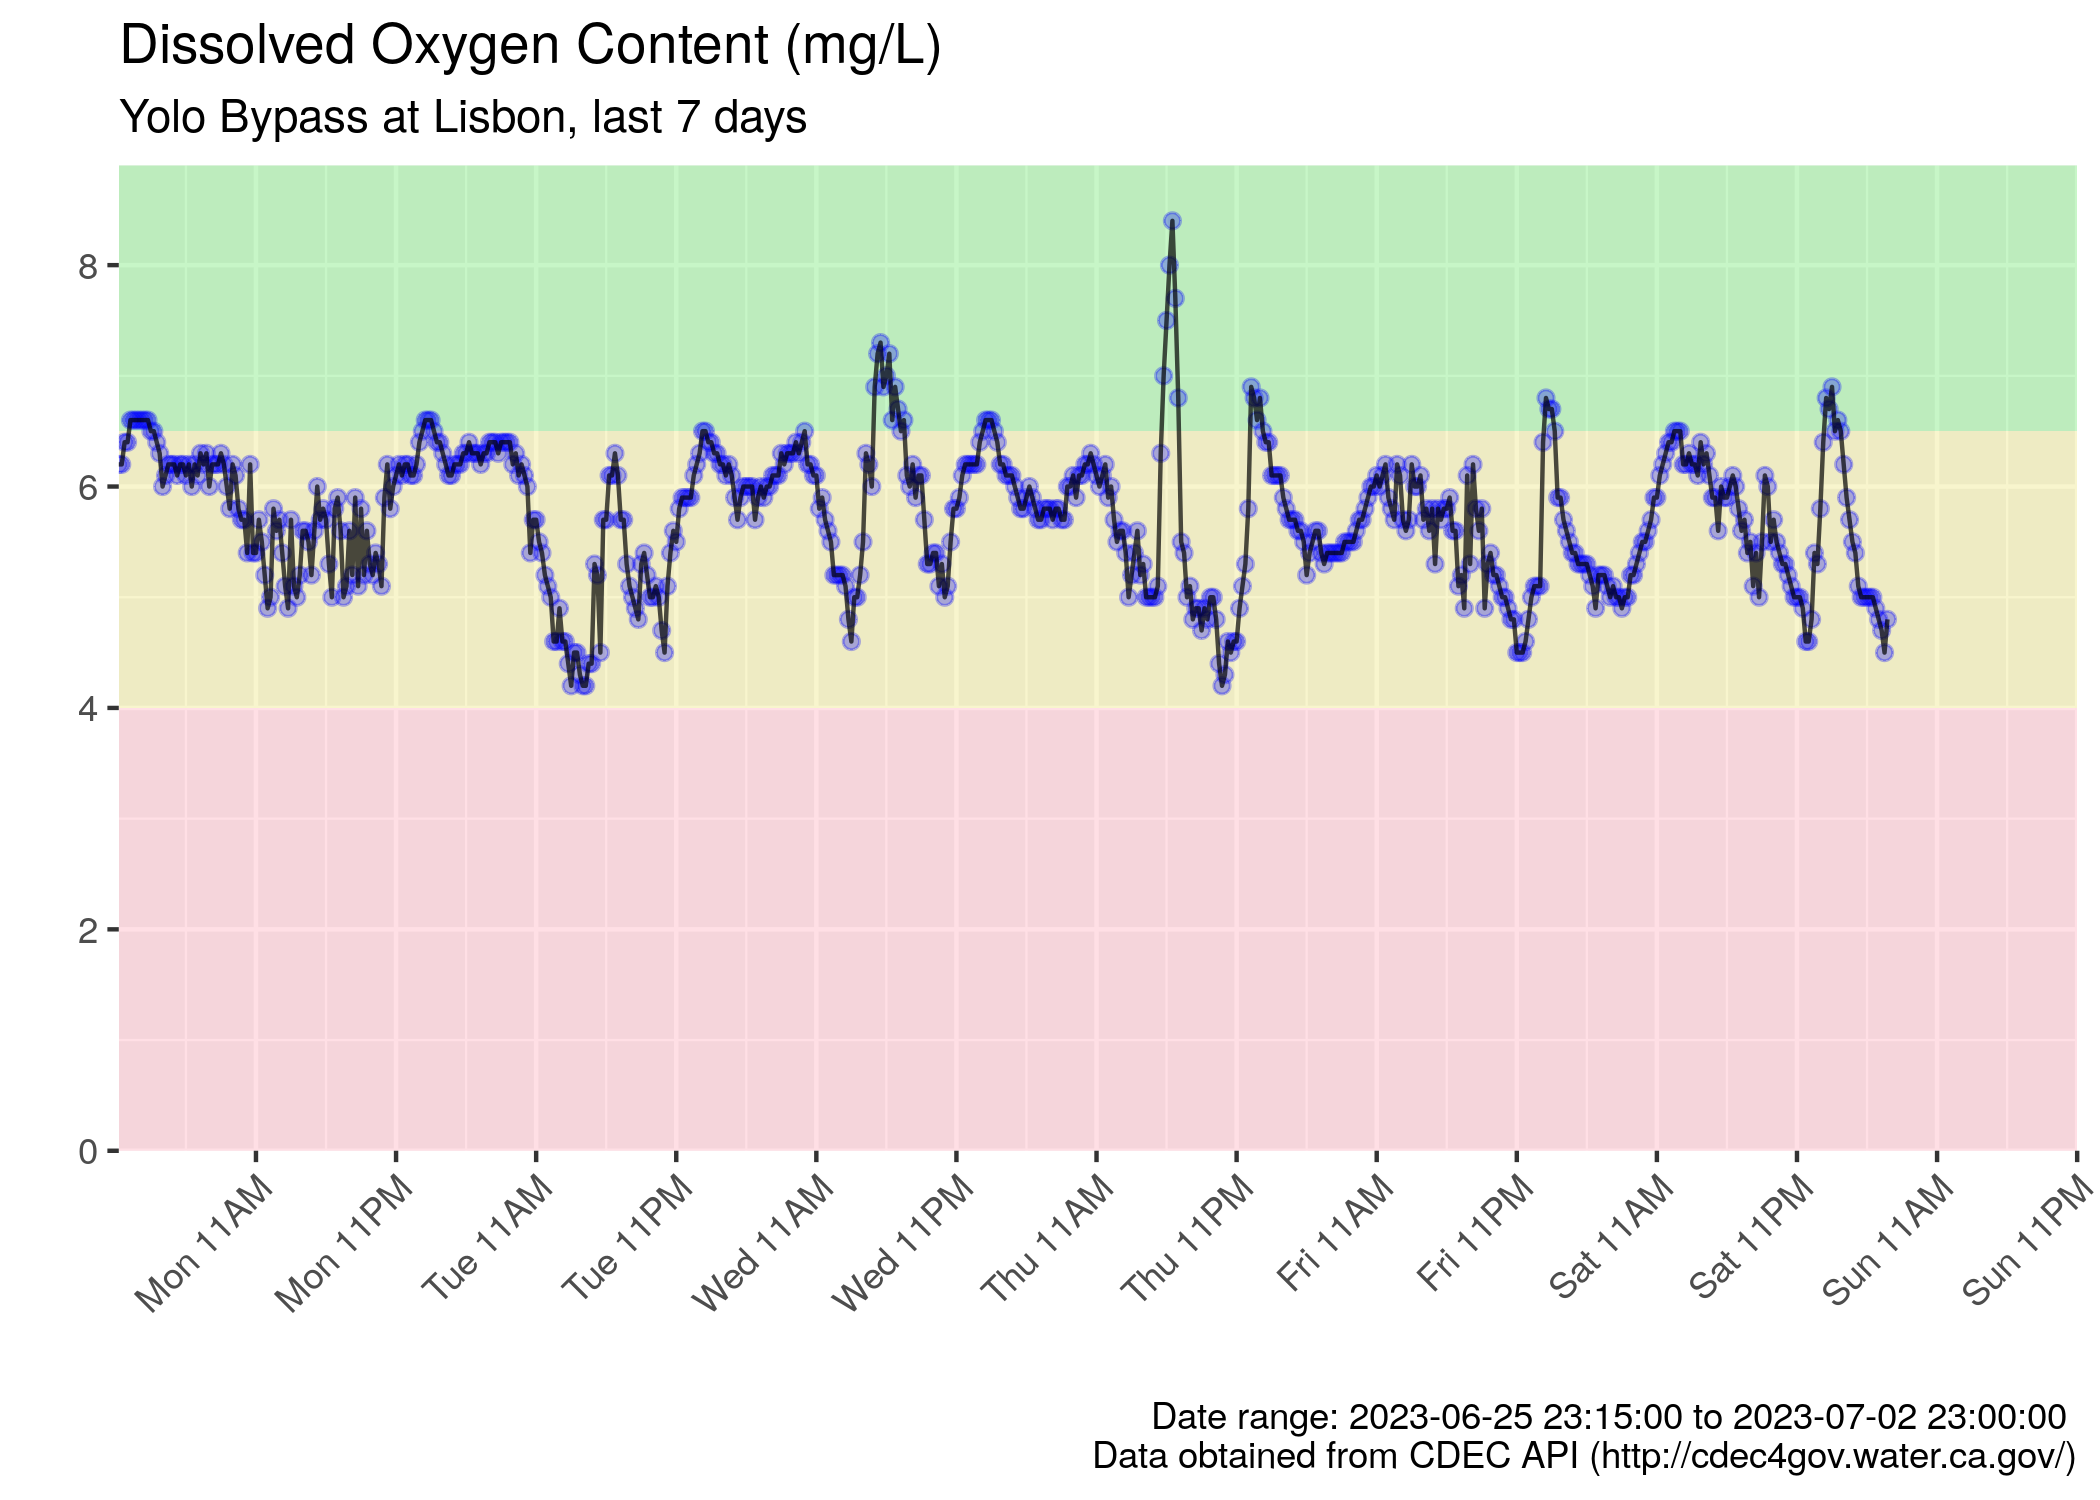 Dissolved Oxygen Content (mg/L)
Yolo Bypass at Lisbon, last 7 days
8
6
4
2
0
Mon 11AM
Mon 11PM
Tue 11AM
Tue 11PM
Wed 11AM
Wed 11PM
Thu 11AM
Thu 11PM
Fri 11AM
Fri 11PM
Sat 11AM
Sat 11PM
Sun 11AM
Sun 11PM
Date range: 2023-06-25 23:15:00 to 2023-07-02 23:00:00
Data obtained from CDEC API (http://cdec4gov.water.ca.gov/)